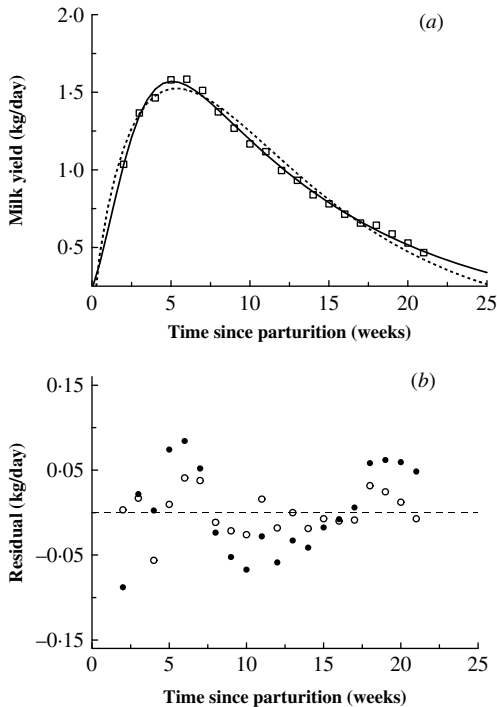 (a)
2·0
1·5
1·0
0·5
Milk yield (kg/day)
0 5 10 15 20 25
Time since parturition (weeks)
(b)
0·15
0·05
–0·05
–0·15
Residual (kg/day)
0 5 10 15 20 25
Time since parturition (weeks)